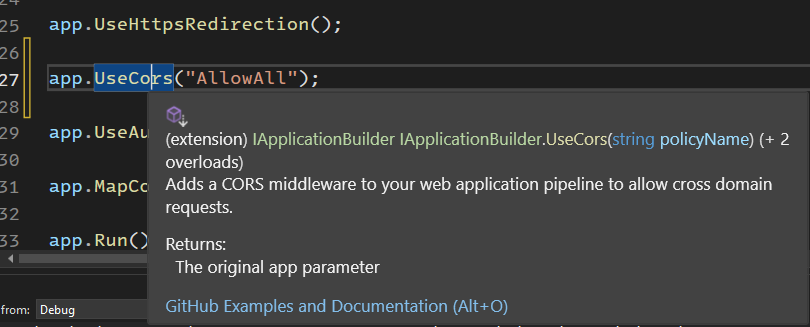 24
25 app.UseHttpsRedirection();
26
27 app.UseCors("AllowAll");
28
(extension) IApplicationBuilder IApplicationBuilder.UseCors(string policyName) (+ 2
29 app.UseAu
overloads)
30
Adds a CORS middleware to your web application pipeline to allow cross domain
31 app.MapCo
requests.
32
33 app.Run()
Returns:
The original app parameter
from: Debug
GitHub Examples and Documentation (Alt+O)